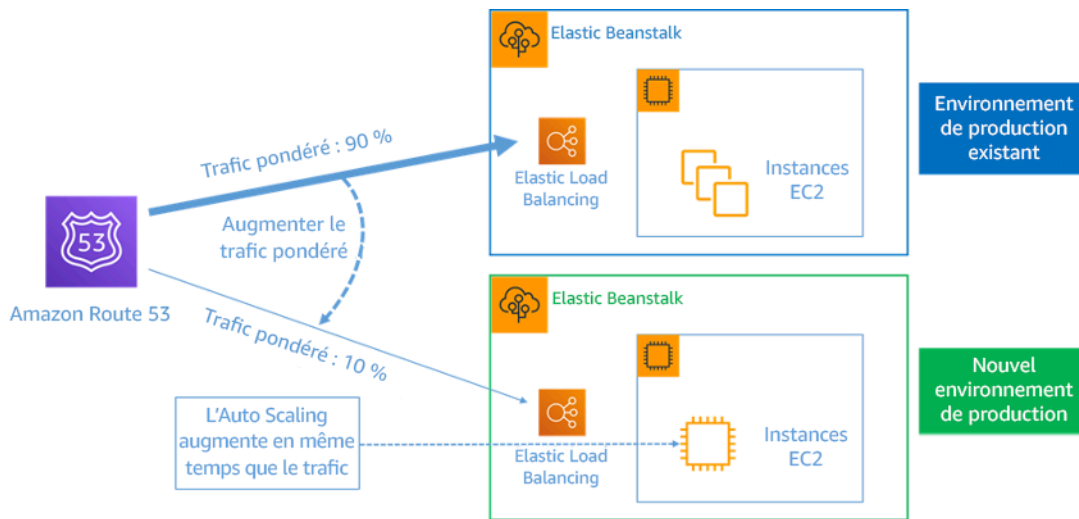 Elastic Beanstalk
Trafic pondéré : 90 %
Elastic Load
Balancing
Instances
EC2
Environnement
de production
existant
53
Amazon Route 53
Augmenter le
trafic pondéré
Trafic pondéré : 10 %
Elastic Beanstalk
L'Auto Scaling
augmente en même
temps que le trafic
Elastic Load
Balancing
Instances
EC2
Nouvel
environnement
de production